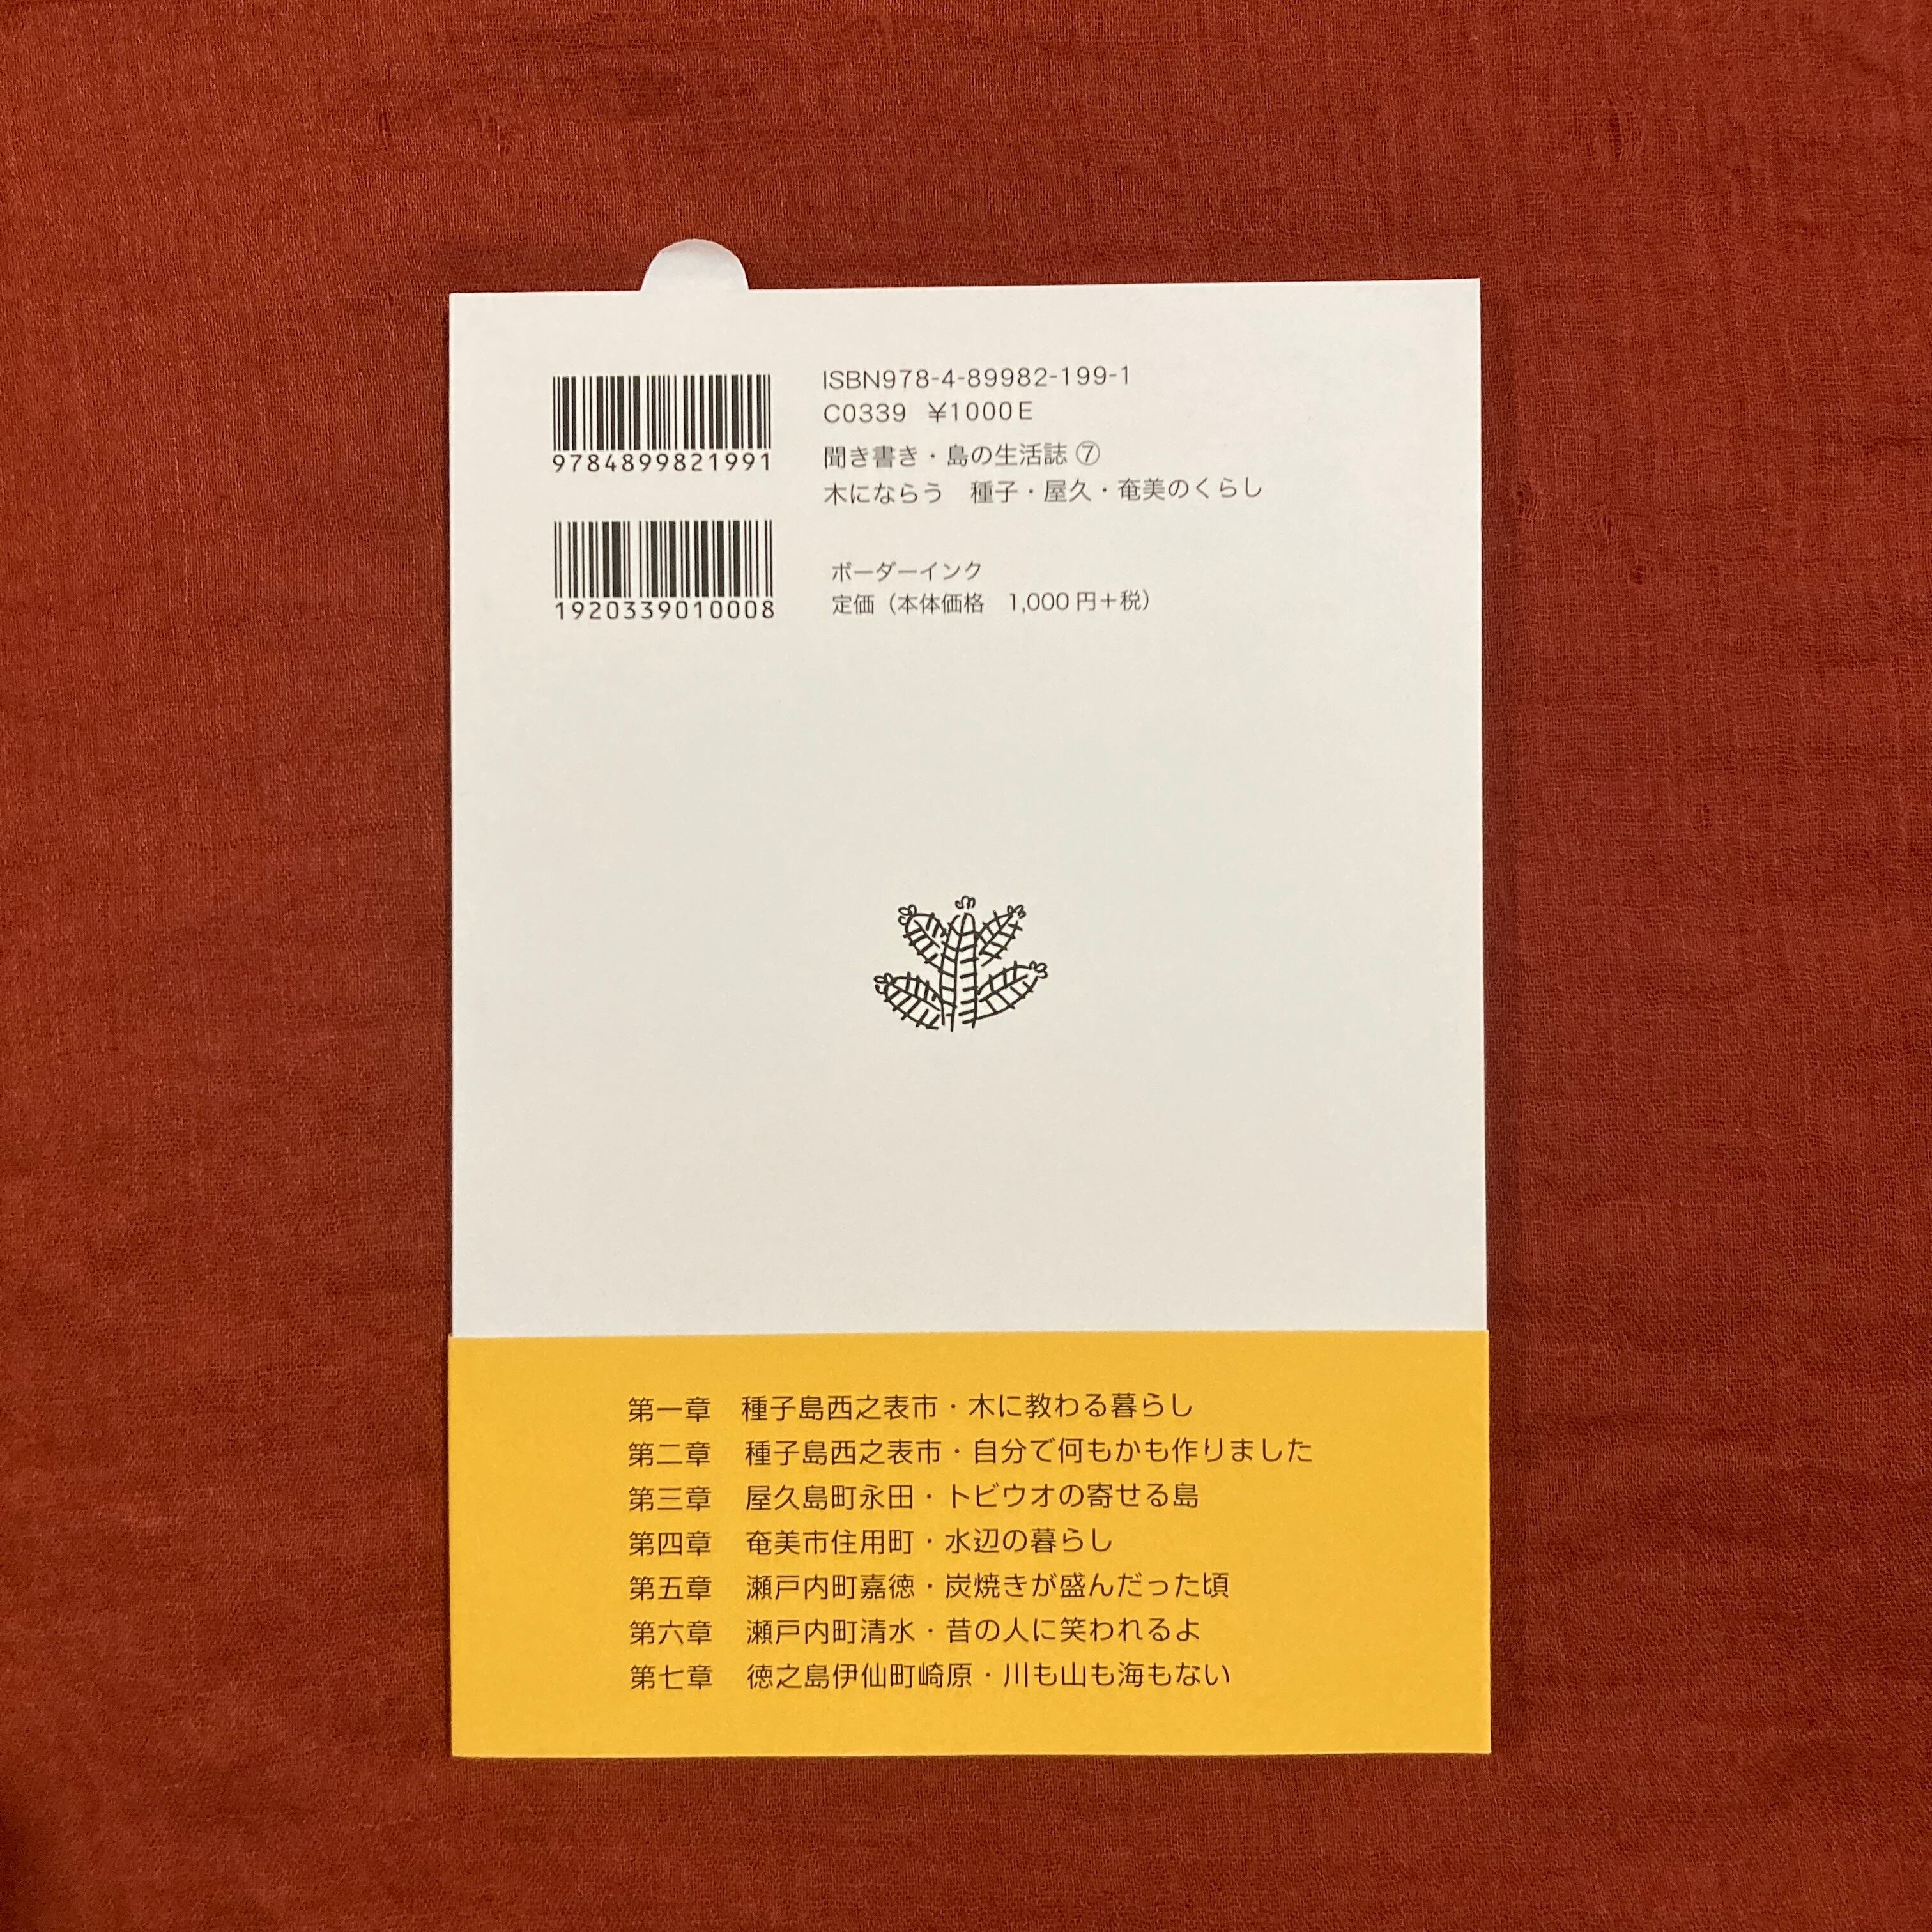 ISBN978-4-89982-199-1
C0339 ¥1000E
9784899821991
聞き書き・島の生活誌 ⑦
木にならう 種子・屋久・奄美のくらし
ボーダーインク
定価（本体価格 1,000円＋税）
1920339010008
第一章 種子島西之表市・木に教わる暮らし
第二章 種子島西之表市・自分で何もかも作りました
第三章 屋久島町永田・トビウオの寄せる島
第四章 奄美市住用町・水辺の暮らし
第五章 瀬戸内町嘉徳・炭焼きが盛んだった頃
第六章 瀬戸内町清水・昔の人に笑われるよ
第七章 徳之島伊仙町崎原・川も山も海もない